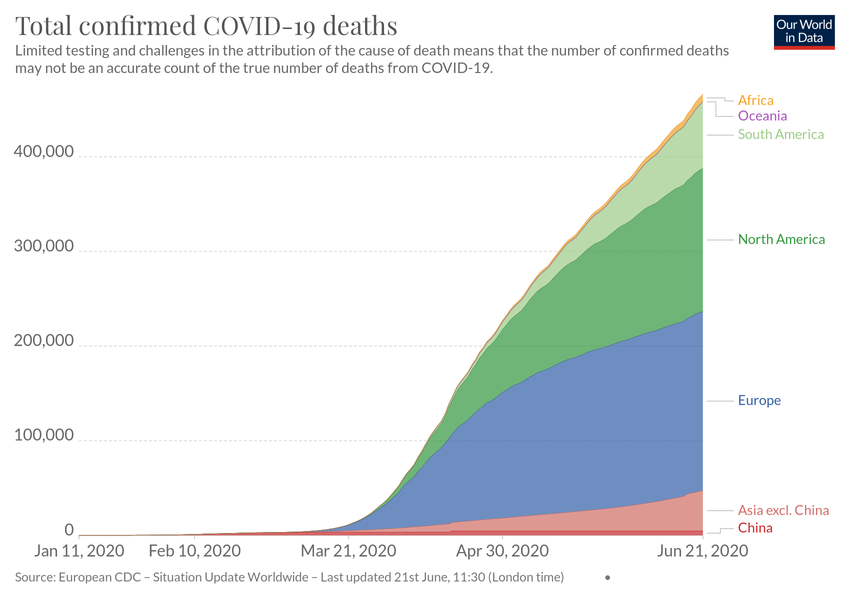 Total confirmed COVID-19 deaths
Our World
in Data
Limited testing and challenges in the attribution of the cause of death means that the number of confirmed deaths
may not be an accurate count of the true number of deaths from COVID-19.
Africa
Oceania
South America
400,000
North America
300,000
200,000
Europe
100,000
Asia excl. China
China
0
Jan 11, 2020
Feb 10, 2020
Mar 21, 2020
Apr 30, 2020
Jun 21, 2020
Source: European CDC – Situation Update Worldwide – Last updated 21st June, 11:30 (London time)